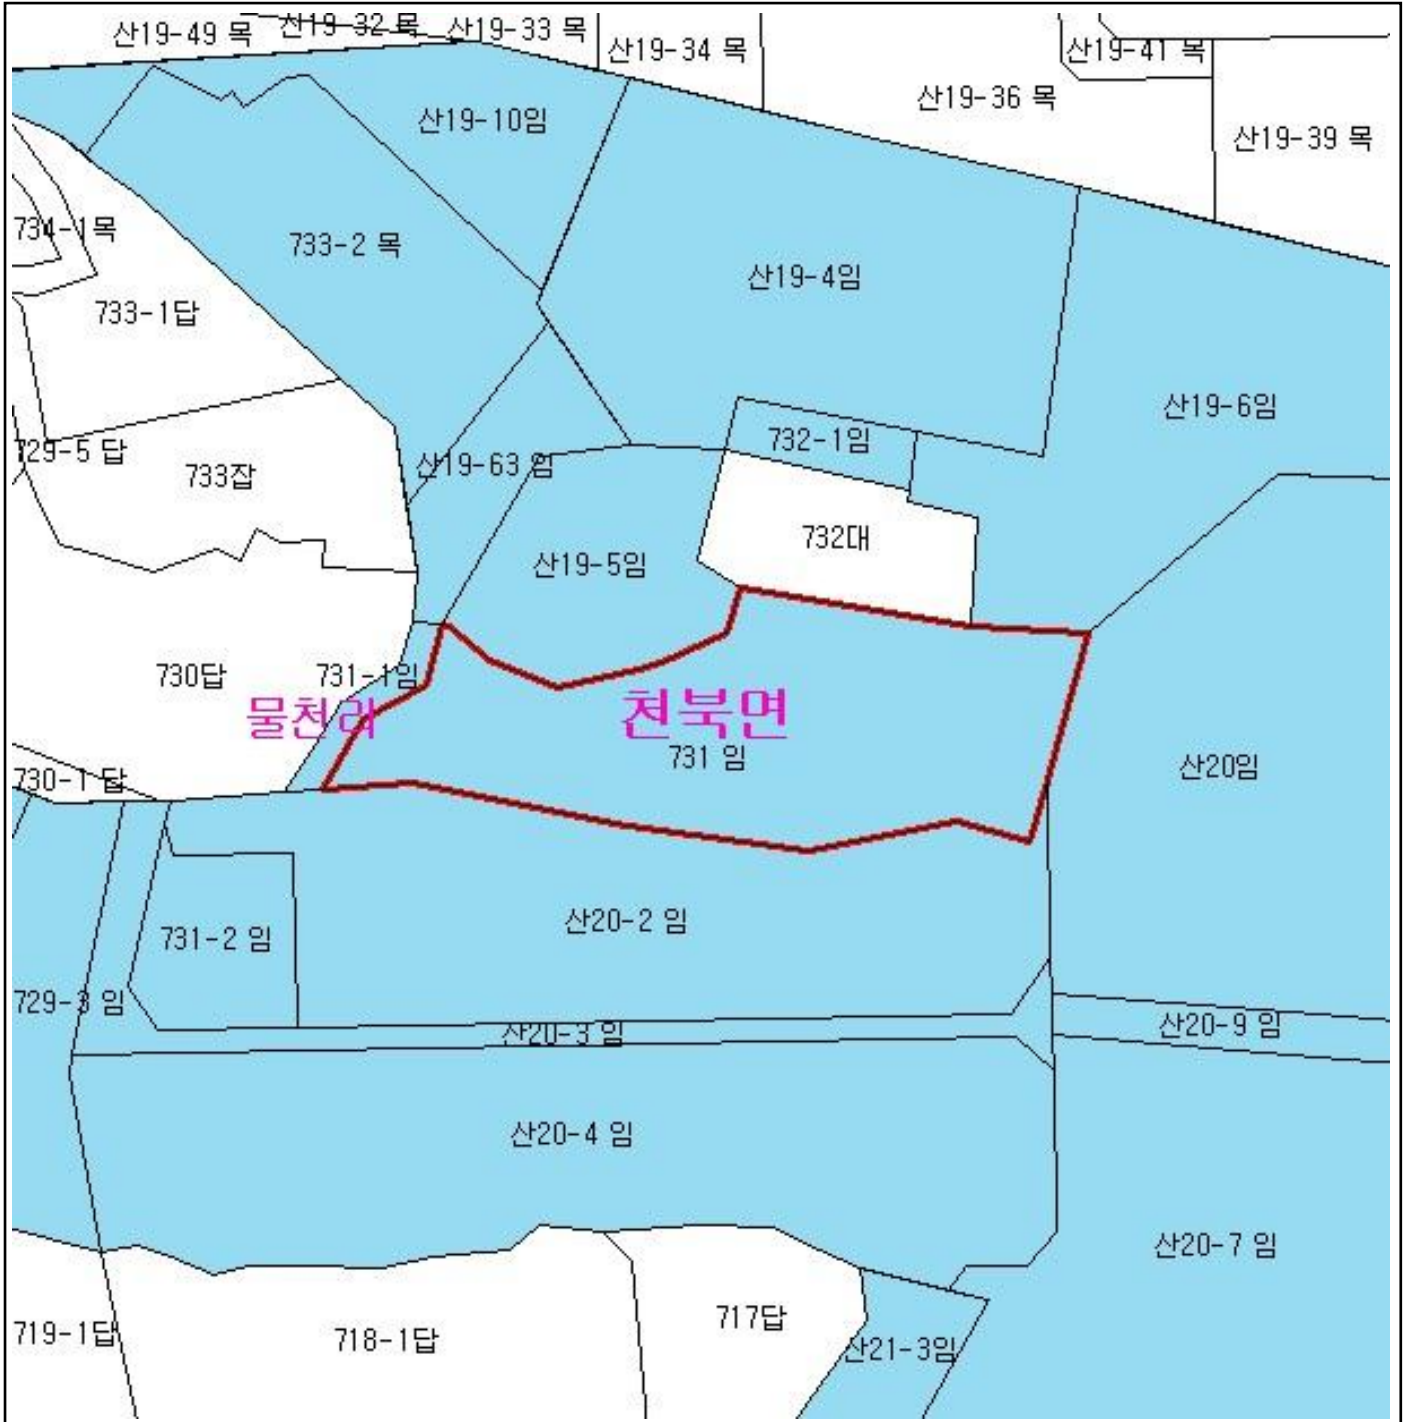 산19-49 목
산19-32 목
산19-33 목
산19-34 목
산19-41 목
산19-36 목
산19-10임
산19-39 목
734-1목
733-2 목
산19-4임
733-1답
산19-6임
732-1임
729-5 답
733잡
산19-63 임
732대
산19-5임
730답
731-1임
물천리
천북면
731 임
산20임
730-1 답
산20-2 임
731-2 임
729-3 임
산20-3 임
산20-9 임
산20-4 임
산20-7 임
717답
719-1답
718-1답
산21-3임